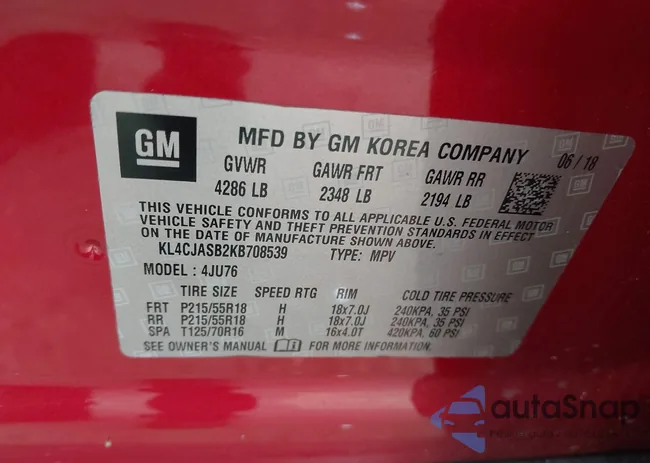 GM
MFD BY GM KOREA COMPANY 06 / 18
GVWR GAWR FRT GAWR RR
4286 LB 2348 LB 2194 LB
THIS VEHICLE CONFORMS TO ALL APPLICABLE U.S. FEDERAL MOTOR
VEHICLE SAFETY AND THEFT PREVENTION STANDARDS IN EFFECT
ON THE DATE OF MANUFACTURE SHOWN ABOVE.
KL4CJASB2KB708539 TYPE: MPV
MODEL : 4JU76
TIRE SIZE SPEED RTG RIM COLD TIRE PRESSURE
FRT P215/55R18 H 18x7.0J 240KPA, 35 PSI
RR P215/55R18 H 18x7.0J 240KPA, 35 PSI
SPA T125/70R16 M 16x4.0T 420KPA, 60 PSI
SEE OWNER'S MANUAL FOR MORE INFORMATION.
autaSnap